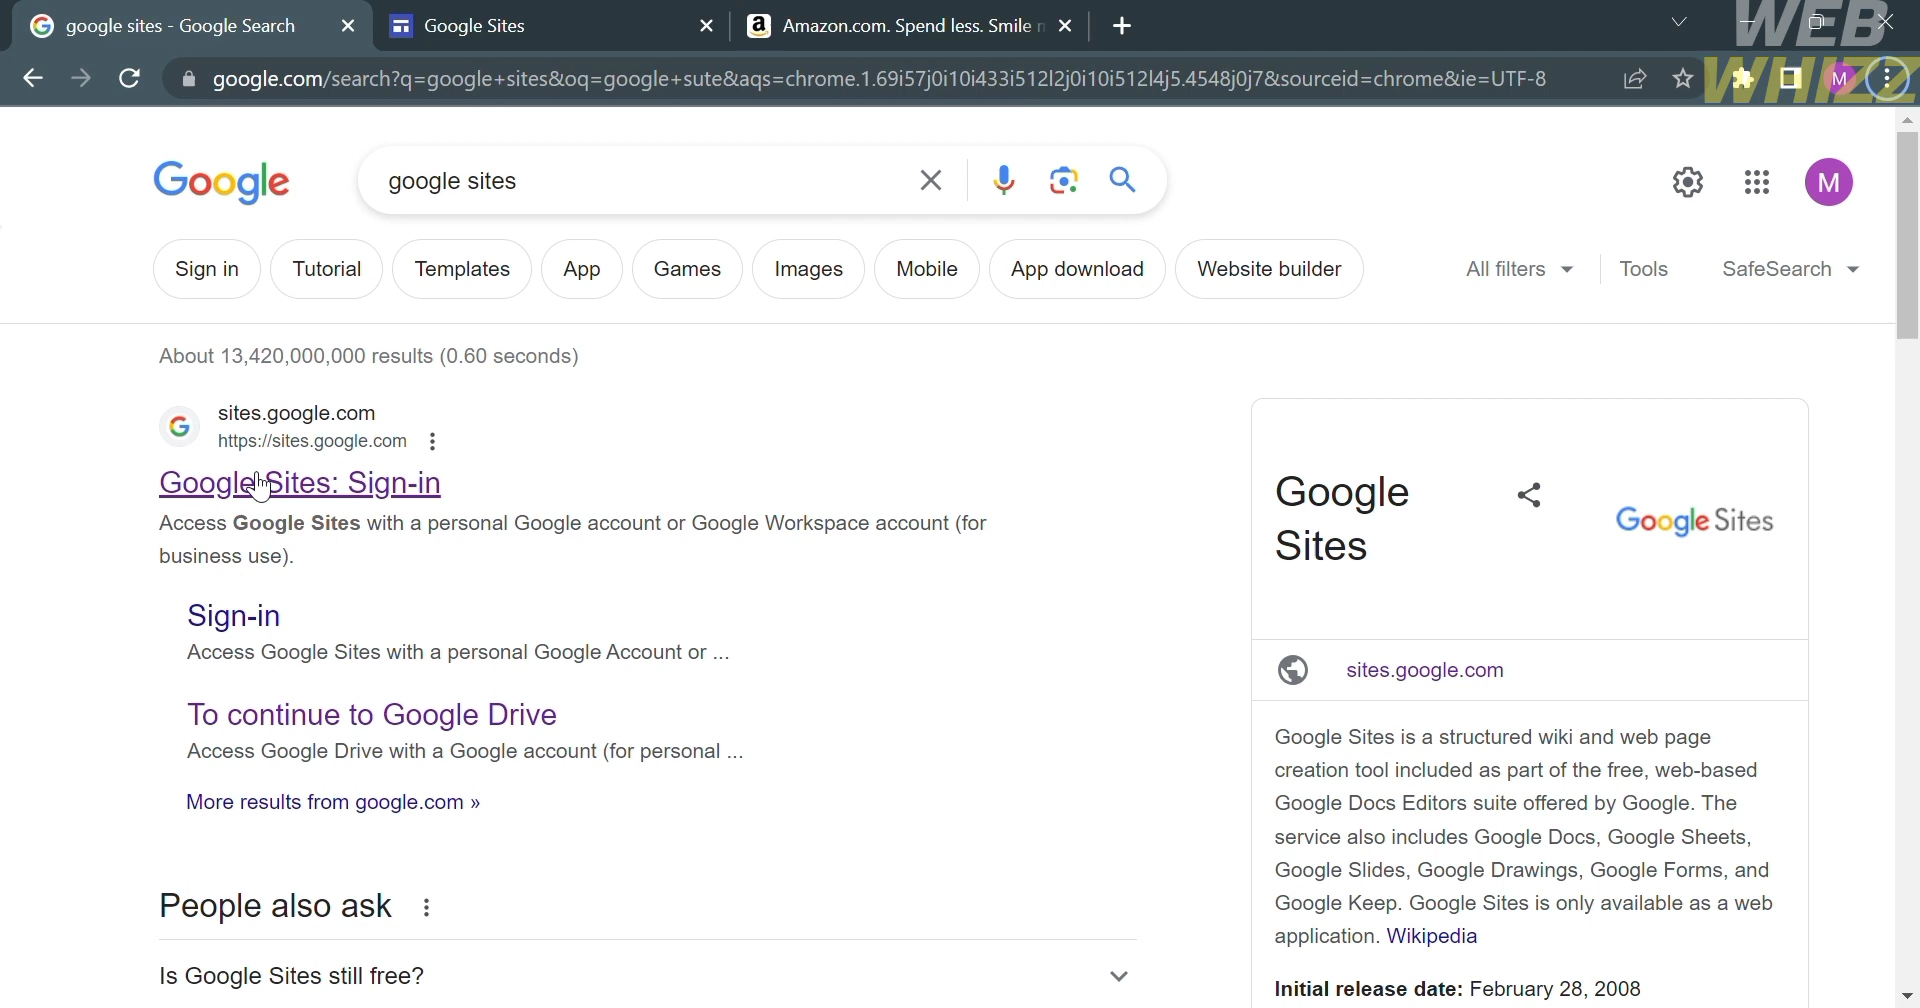 google sites - Google Search
Google Sites
Amazon.com. Spend less. Smile
WEB
WHIZZ
google.com/search?q=google+sites&oq=google+sute&aqs=chrome.1.69i57j0i10i433i512l2j0i10i512l4j5.4548j0j7&sourceid=chrome&ie=UTF-8
M
Google
google sites
M
Sign in
Tutorial
Templates
App
Games
Images
Mobile
App download
Website builder
All filters
Tools
SafeSearch
About 13,420,000,000 results (0.60 seconds)
sites.google.com
https://sites.google.com
Google Sites: Sign-in
Access Google Sites with a personal Google account or Google Workspace account (for
business use).
Sign-in
Access Google Sites with a personal Google Account or ...
To continue to Google Drive
Access Google Drive with a Google account (for personal ...
More results from google.com »
People also ask
Is Google Sites still free?
Google
Sites
Google Sites
sites.google.com
Google Sites is a structured wiki and web page
creation tool included as part of the free, web-based
Google Docs Editors suite offered by Google. The
service also includes Google Docs, Google Sheets,
Google Slides, Google Drawings, Google Forms, and
Google Keep. Google Sites is only available as a web
application. Wikipedia
Initial release date: February 28, 2008